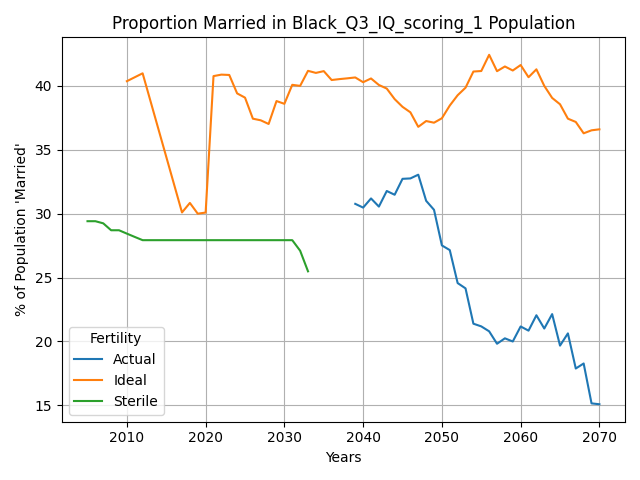 Proportion Married in Black_Q3_IQ_scoring_1 Population
% of Population 'Married'
40
35
30
25
20
15
Fertility
Actual
Ideal
Sterile
2010 2020 2030 2040 2050 2060 2070
Years